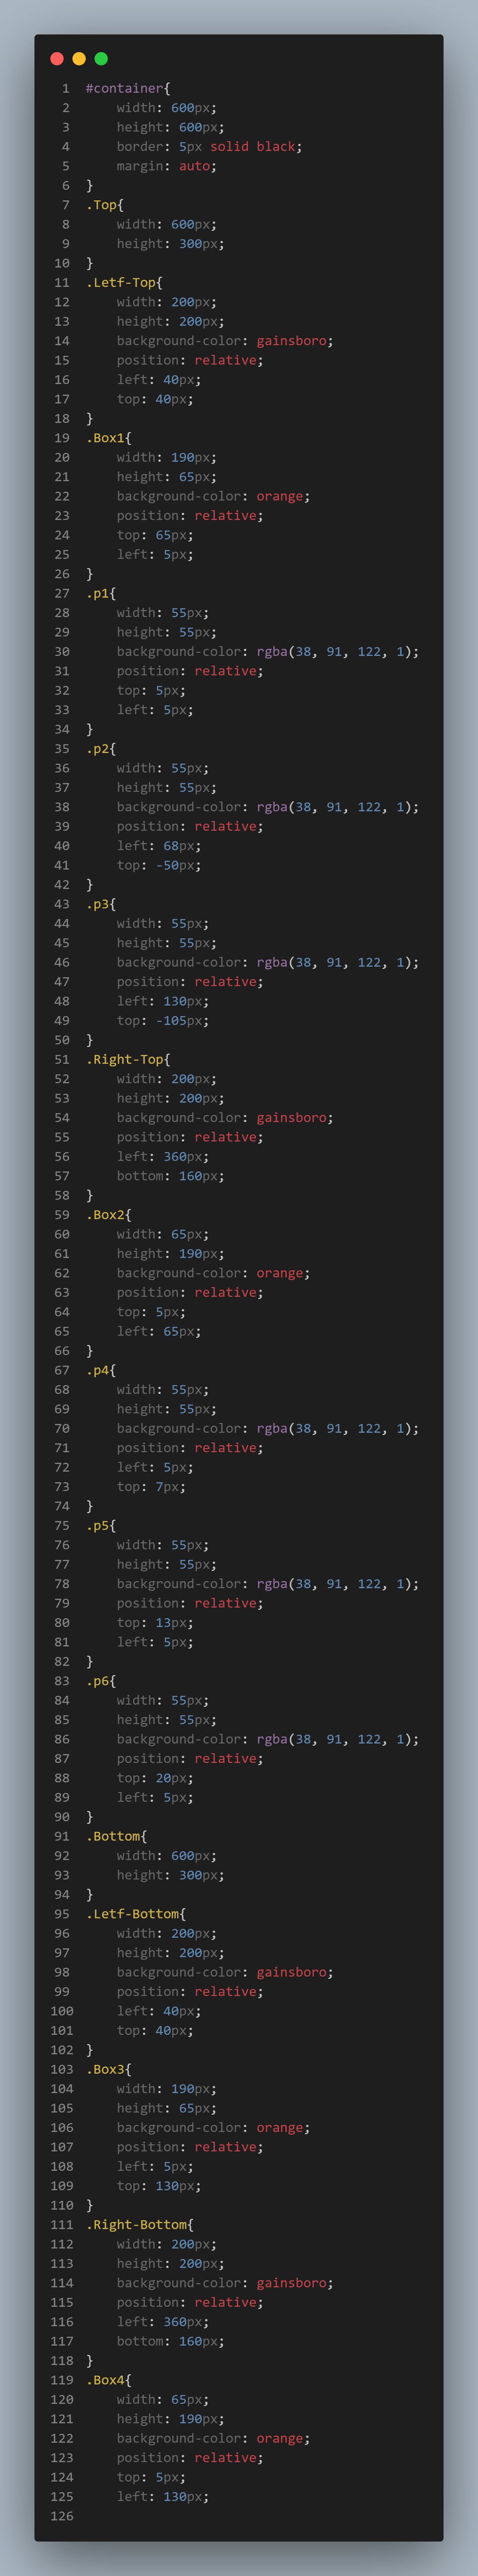 1 #container{
2     width: 600px;
3     height: 600px;
4     border: 5px solid black;
5     margin: auto;
6 }
7 .Top{
8     width: 600px;
9     height: 300px;
10 }
11 .Letf-Top{
12     width: 200px;
13     height: 200px;
14     background-color: gainsboro;
15     position: relative;
16     left: 40px;
17     top: 40px;
18 }
19 .Box1{
20     width: 190px;
21     height: 65px;
22     background-color: orange;
23     position: relative;
24     top: 65px;
25     left: 5px;
26 }
27 .p1{
28     width: 55px;
29     height: 55px;
30     background-color: rgba(38, 91, 122, 1);
31     position: relative;
32     top: 5px;
33     left: 5px;
34 }
35 .p2{
36     width: 55px;
37     height: 55px;
38     background-color: rgba(38, 91, 122, 1);
39     position: relative;
40     left: 68px;
41     top: -50px;
42 }
43 .p3{
44     width: 55px;
45     height: 55px;
46     background-color: rgba(38, 91, 122, 1);
47     position: relative;
48     left: 130px;
49     top: -105px;
50 }
51 .Right-Top{
52     width: 200px;
53     height: 200px;
54     background-color: gainsboro;
55     position: relative;
56     left: 360px;
57     bottom: 160px;
58 }
59 .Box2{
60     width: 65px;
61     height: 190px;
62     background-color: orange;
63     position: relative;
64     top: 5px;
65     left: 65px;
66 }
67 .p4{
68     width: 55px;
69     height: 55px;
70     background-color: rgba(38, 91, 122, 1);
71     position: relative;
72     left: 5px;
73     top: 7px;
74 }
75 .p5{
76     width: 55px;
77     height: 55px;
78     background-color: rgba(38, 91, 122, 1);
79     position: relative;
80     top: 13px;
81     left: 5px;
82 }
83 .p6{
84     width: 55px;
85     height: 55px;
86     background-color: rgba(38, 91, 122, 1);
87     position: relative;
88     top: 20px;
89     left: 5px;
90 }
91 .Bottom{
92     width: 600px;
93     height: 300px;
94 }
95 .Letf-Bottom{
96     width: 200px;
97     height: 200px;
98     background-color: gainsboro;
99     position: relative;
100     left: 40px;
101     top: 40px;
102 }
103 .Box3{
104     width: 190px;
105     height: 65px;
106     background-color: orange;
107     position: relative;
108     left: 5px;
109     top: 130px;
110 }
111 .Right-Bottom{
112     width: 200px;
113     height: 200px;
114     background-color: gainsboro;
115     position: relative;
116     left: 360px;
117     bottom: 160px;
118 }
119 .Box4{
120     width: 65px;
121     height: 190px;
122     background-color: orange;
123     position: relative;
124     top: 5px;
125     left: 130px;
126